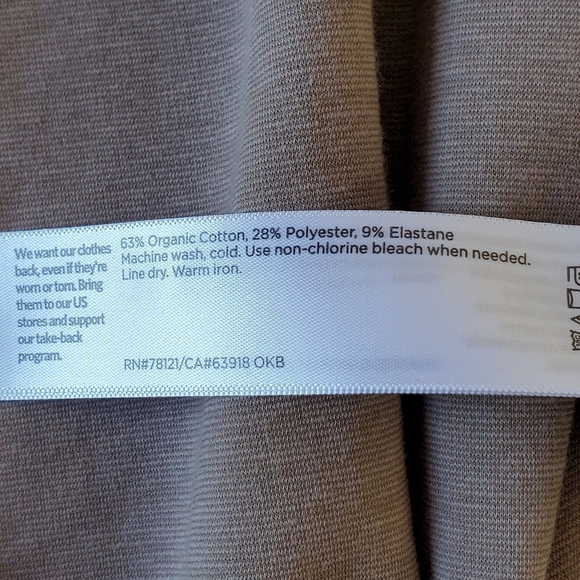 We want our clothes
back, even if they're
worn or torn. Bring
them to our US
stores and support
our take-back
program.
63% Organic Cotton, 28% Polyester, 9% Elastane
Machine wash, cold. Use non-chlorine bleach when needed.
Line dry. Warm iron.
RN#78121/CA#63918 OKB